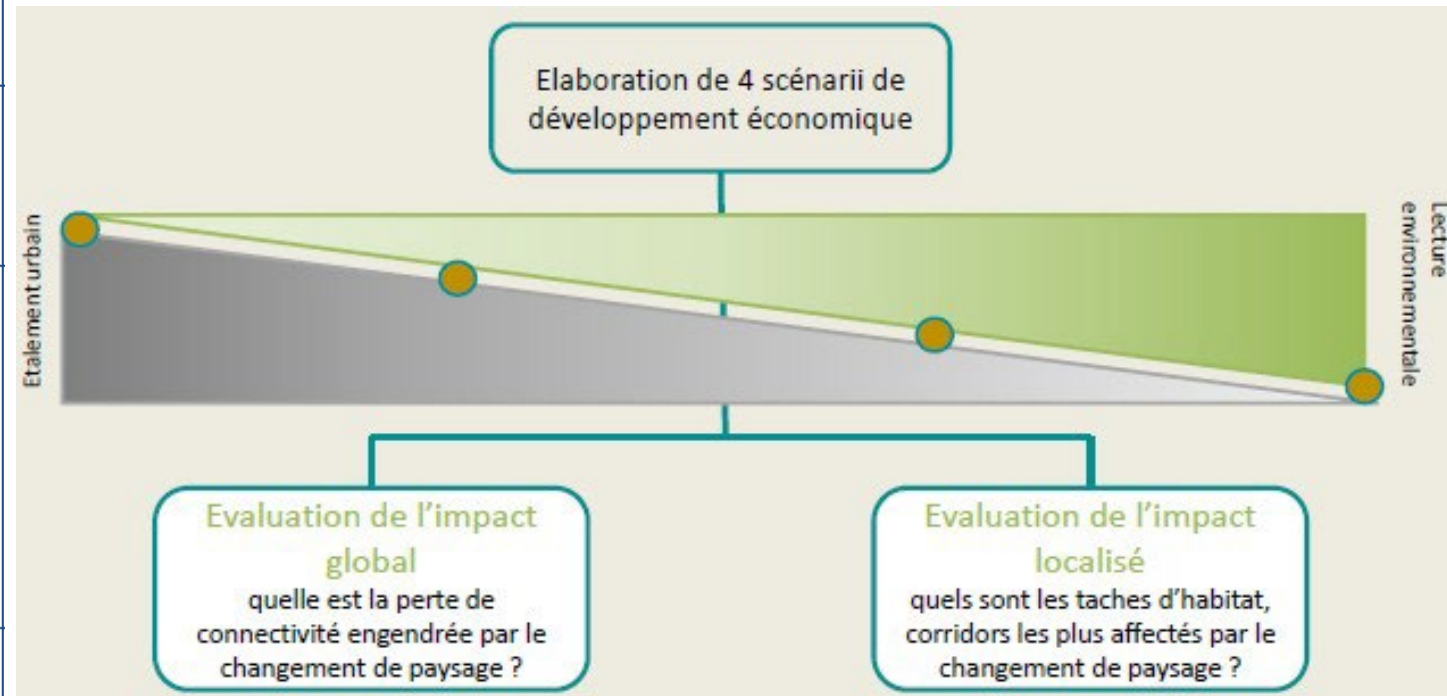 Elaboration de 4 scénarii de
développement économique
Etalement urbain
Lecture
environnementale
Evaluation de l’impact
global
quelle est la perte de
connectivité engendrée par le
changement de paysage ?
Evaluation de l’impact
localisé
quels sont les taches d’habitat,
corridors les plus affectés par le
changement de paysage ?